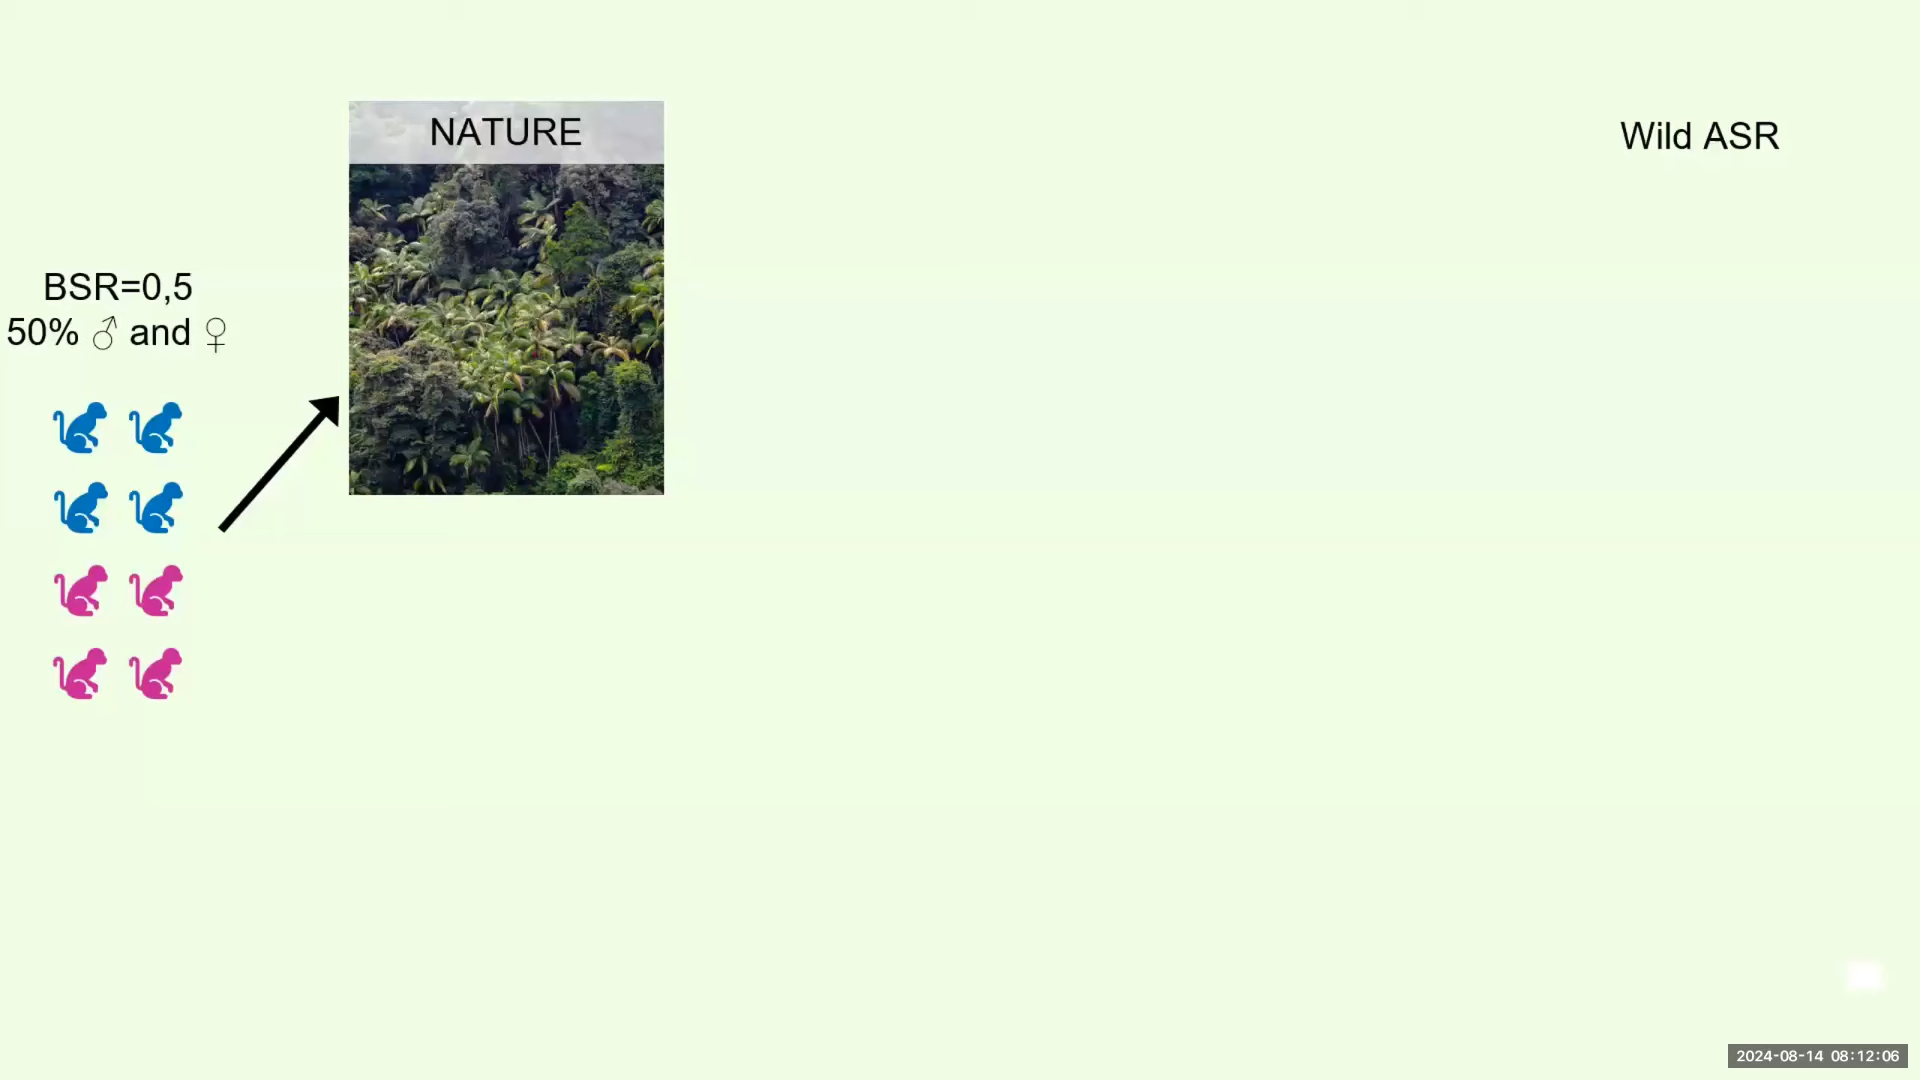 NATURE
Wild ASR
BSR=0,5
50% ♂ and ♀
2024-08-14 08:12:06